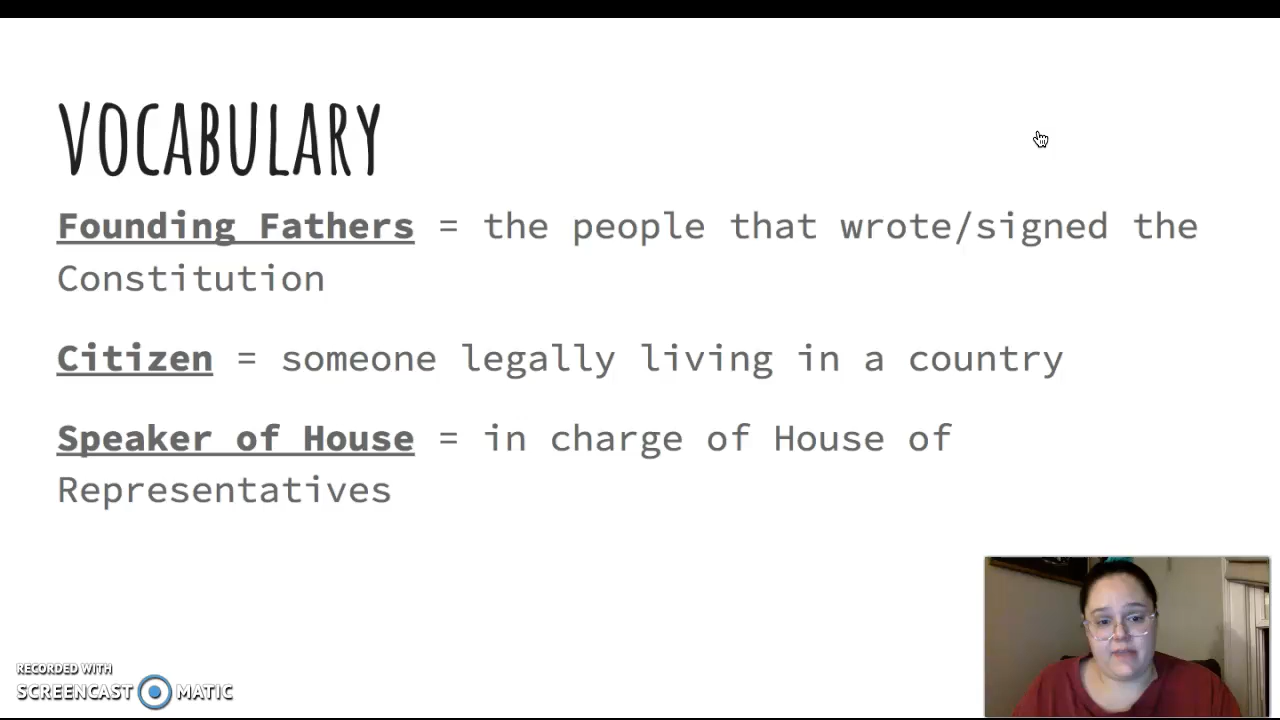 VOCABULARY
Founding Fathers = the people that wrote/signed the
Constitution
Citizen = someone legally living in a country
Speaker of House = in charge of House of
Representatives
RECORDED WITH
SCREENCAST MATIC